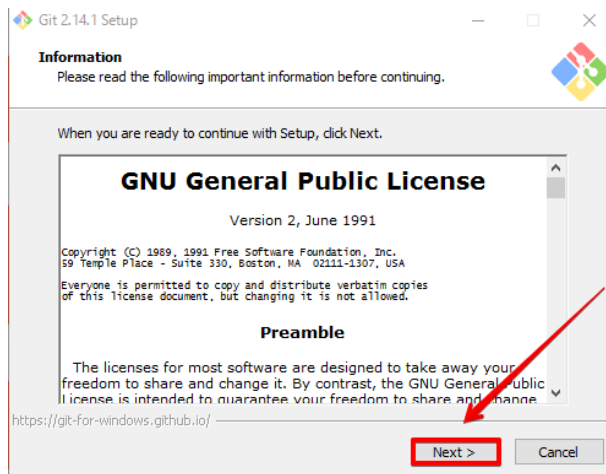 Git 2.14.1 Setup
Information
Please read the following important information before continuing.
When you are ready to continue with Setup, click Next.
GNU General Public License
Version 2, June 1991
Copyright (C) 1989, 1991 Free Software Foundation, Inc.
59 Temple Place - Suite 330, Boston, MA 02111-1307, USA
Everyone is permitted to copy and distribute verbatim copies
of this license document, but changing it is not allowed.
Preamble
The licenses for most software are designed to take away your
freedom to share and change it. By contrast, the GNU General Public
License is intended to guarantee your freedom to share and change
https://git-for-windows.github.io/
Next >
Cancel